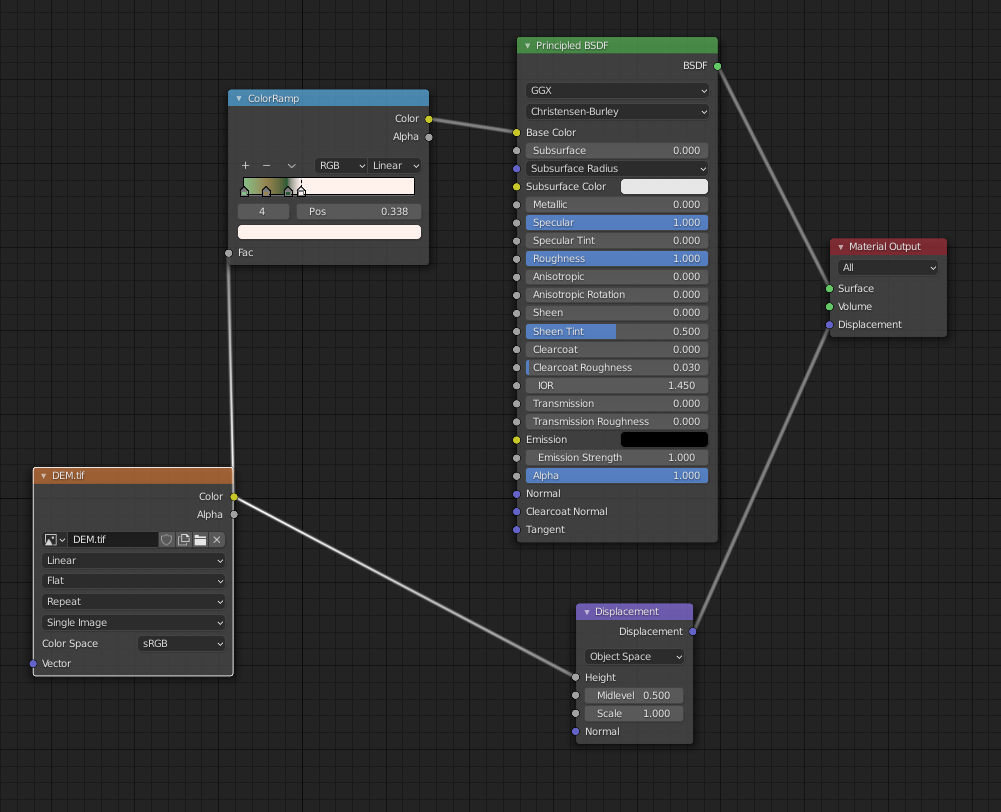 Principled BSDF
BSDF
GGX
Christensen-Burley
Base Color
Subsurface 0.000
Subsurface Radius
Subsurface Color
Metallic 0.000
Specular 1.000
Specular Tint 0.000
Roughness 1.000
Anisotropic 0.000
Anisotropic Rotation 0.000
Sheen 0.000
Sheen Tint 0.500
Clearcoat 0.000
Clearcoat Roughness 0.030
IOR 1.450
Transmission 0.000
Transmission Roughness 0.000
Emission
Emission Strength 1.000
Alpha 1.000
Normal
Clearcoat Normal
Tangent
ColorRamp
Color
Alpha
+ − RGB Linear
4 Pos 0.338
Fac
Material Output
All
Surface
Volume
Displacement
DEM.tif
Color
Alpha
DEM.tif
Linear
Flat
Repeat
Single Image
Color Space sRGB
Vector
Displacement
Displacement
Object Space
Height
Midlevel 0.500
Scale 1.000
Normal